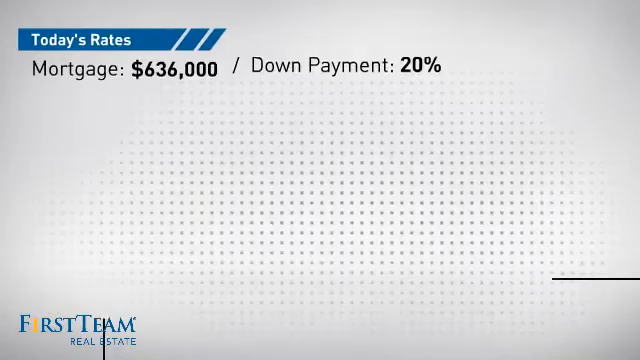 Today's Rates
Mortgage: $636,000 / Down Payment: 20%
FIRSTTEAM®
REAL ESTATE